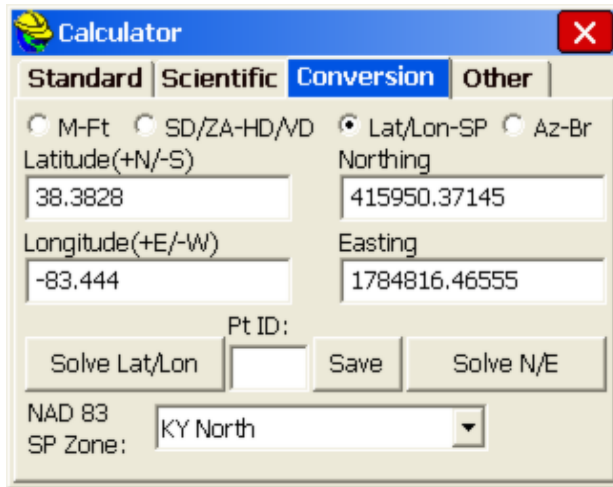 Calculator
Standard Scientific Conversion Other
M-Ft SD/ZA-HD/VD Lat/Lon-SP Az-Br
Latitude(+N/-S) Northing
38.3828 415950.37145
Longitude(+E/-W) Easting
-83.444 1784816.46555
Pt ID:
Solve Lat/Lon Save Solve N/E
NAD 83
SP Zone: KY North